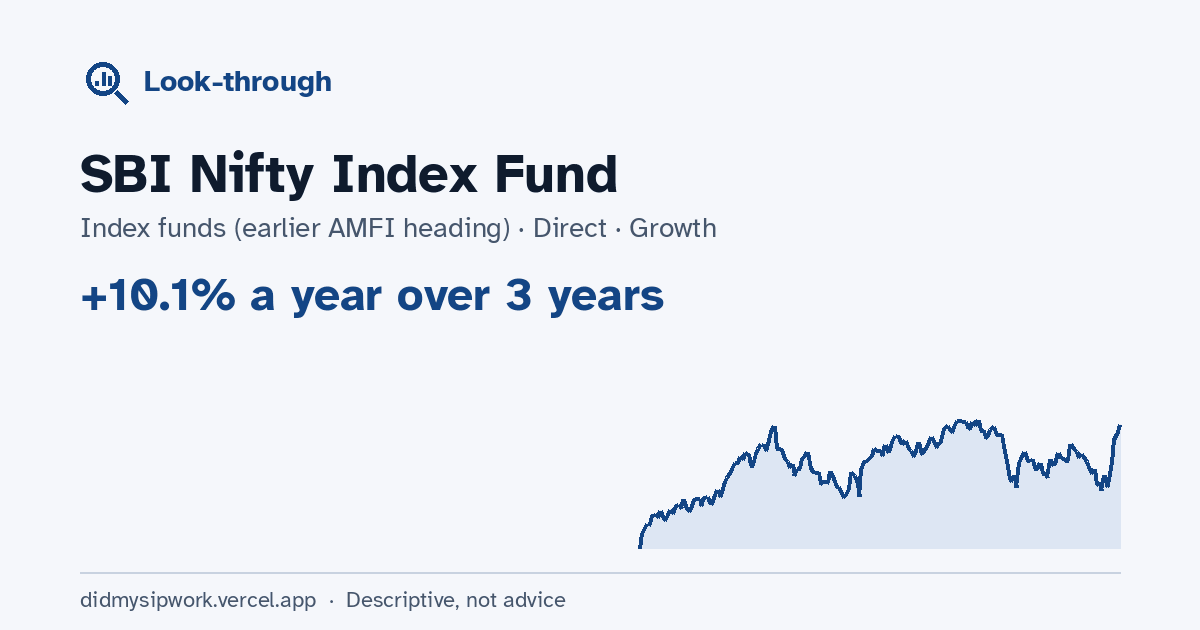 Look-through
SBI Nifty Index Fund
Index funds (earlier AMFI heading) · Direct · Growth
+10.1% a year over 3 years
didmysipwork.vercel.app · Descriptive, not advice